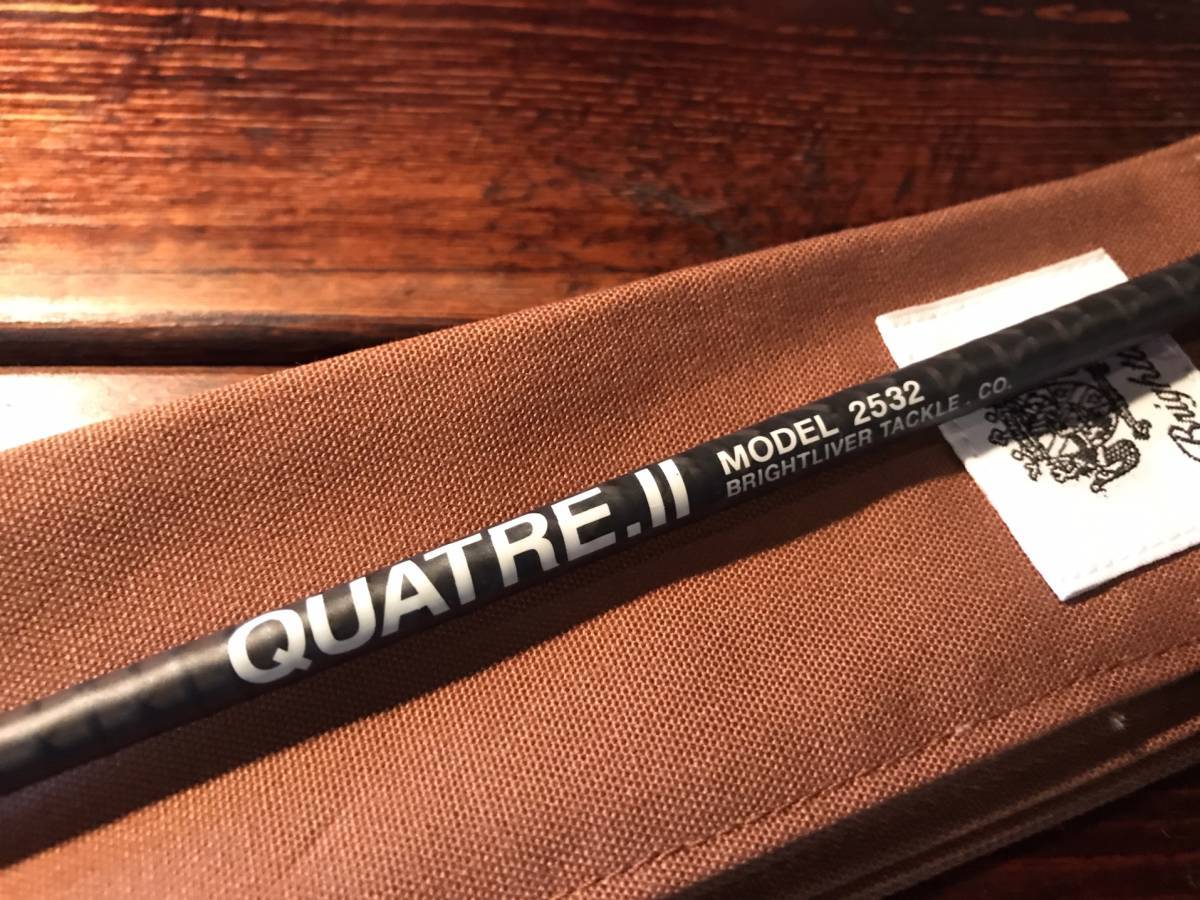 QUATRE.II
MODEL 2532
BRIGHTLIVER TACKLE . CO.